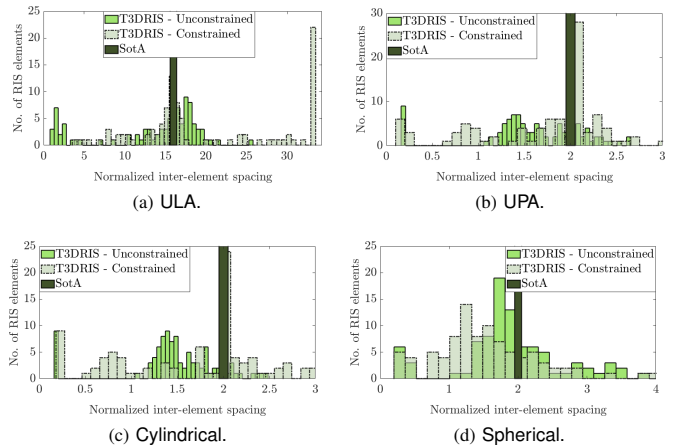 25
20
15
10
5
0
No. of RIS elements
T3DRIS - Unconstrained
T3DRIS - Constrained
SotA
0 5 10 15 20 25 30
Normalized inter-element spacing
(a) ULA.
30
20
10
0
No. of RIS elements
T3DRIS - Unconstrained
T3DRIS - Constrained
SotA
0 0.5 1 1.5 2 2.5 3
Normalized inter-element spacing
(b) UPA.
25
20
15
10
5
0
No. of RIS elements
T3DRIS - Unconstrained
T3DRIS - Constrained
SotA
0 0.5 1 1.5 2 2.5 3
Normalized inter-element spacing
(c) Cylindrical.
25
20
15
10
5
0
No. of RIS elements
T3DRIS - Unconstrained
T3DRIS - Constrained
SotA
0 1 2 3 4
Normalized inter-element spacing
(d) Spherical.